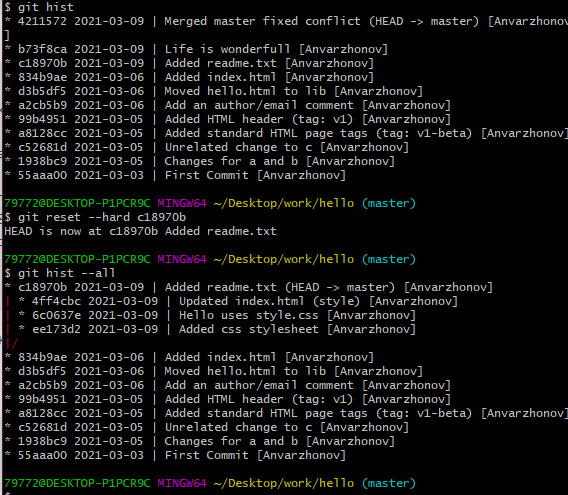 $ git hist
* 4211572 2021-03-09 | Merged master fixed conflict (HEAD -> master) [Anvarzhonov
]
* b73f8ca 2021-03-09 | Life is wonderfull [Anvarzhonov]
* c18970b 2021-03-09 | Added readme.txt [Anvarzhonov]
* 834b9ae 2021-03-06 | Added index.html [Anvarzhonov]
* d3b5df5 2021-03-06 | Moved hello.html to lib [Anvarzhonov]
* a2cb5b9 2021-03-06 | Add an author/email comment [Anvarzhonov]
* 99b4951 2021-03-05 | Added HTML header (tag: v1) [Anvarzhonov]
* a8128cc 2021-03-05 | Added standard HTML page tags (tag: v1-beta) [Anvarzhonov]
* c52681d 2021-03-05 | Unrelated change to c [Anvarzhonov]
* 1938bc9 2021-03-05 | Changes for a and b [Anvarzhonov]
* 55aaa00 2021-03-03 | First Commit [Anvarzhonov]
79772@DESKTOP-P1PCR9C MINGW64 ~/Desktop/work/hello (master)
$ git reset --hard c18970b
HEAD is now at c18970b Added readme.txt
79772@DESKTOP-P1PCR9C MINGW64 ~/Desktop/work/hello (master)
$ git hist --all
* c18970b 2021-03-09 | Added readme.txt (HEAD -> master) [Anvarzhonov]
| * 4ff4cbc 2021-03-09 | Updated index.html (style) [Anvarzhonov]
| * 6c0637e 2021-03-09 | Hello uses style.css [Anvarzhonov]
| * ee173d2 2021-03-09 | Added css stylesheet [Anvarzhonov]
|/
* 834b9ae 2021-03-06 | Added index.html [Anvarzhonov]
* d3b5df5 2021-03-06 | Moved hello.html to lib [Anvarzhonov]
* a2cb5b9 2021-03-06 | Add an author/email comment [Anvarzhonov]
* 99b4951 2021-03-05 | Added HTML header (tag: v1) [Anvarzhonov]
* a8128cc 2021-03-05 | Added standard HTML page tags (tag: v1-beta) [Anvarzhonov]
* c52681d 2021-03-05 | Unrelated change to c [Anvarzhonov]
* 1938bc9 2021-03-05 | Changes for a and b [Anvarzhonov]
* 55aaa00 2021-03-03 | First Commit [Anvarzhonov]
79772@DESKTOP-P1PCR9C MINGW64 ~/Desktop/work/hello (master)